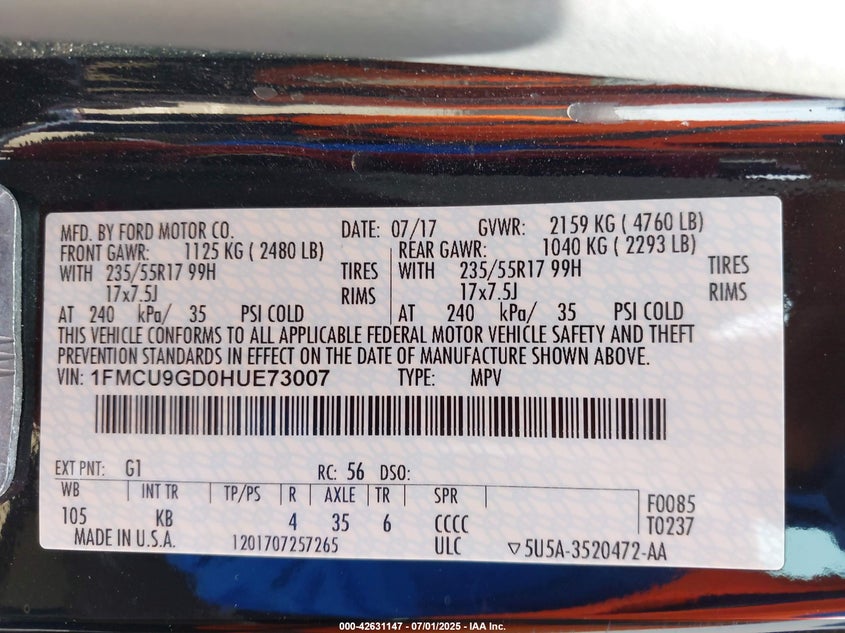 MFD. BY FORD MOTOR CO. DATE: 07/17 GVWR: 2159 KG ( 4760 LB)
FRONT GAWR: 1125 KG ( 2480 LB) REAR GAWR: 1040 KG ( 2293 LB)
WITH 235/55R17 99H TIRES WITH 235/55R17 99H TIRES
17x7.5J RIMS 17x7.5J RIMS
AT 240 kPa/ 35 PSI COLD AT 240 kPa/ 35 PSI COLD
THIS VEHICLE CONFORMS TO ALL APPLICABLE FEDERAL MOTOR VEHICLE SAFETY AND THEFT
PREVENTION STANDARDS IN EFFECT ON THE DATE OF MANUFACTURE SHOWN ABOVE.
VIN: 1FMCU9GD0HUE73007 TYPE: MPV
EXT PNT: G1 RC: 56 DSO:
WB INT TR TP/PS R AXLE TR SPR F0085
105 KB 4 35 6 CCCC T0237
MADE IN U.S.A. 1201707257265 ULC ▽5U5A-3520472-AA
000-42631147 - 07/01/2025 - IAA Inc.